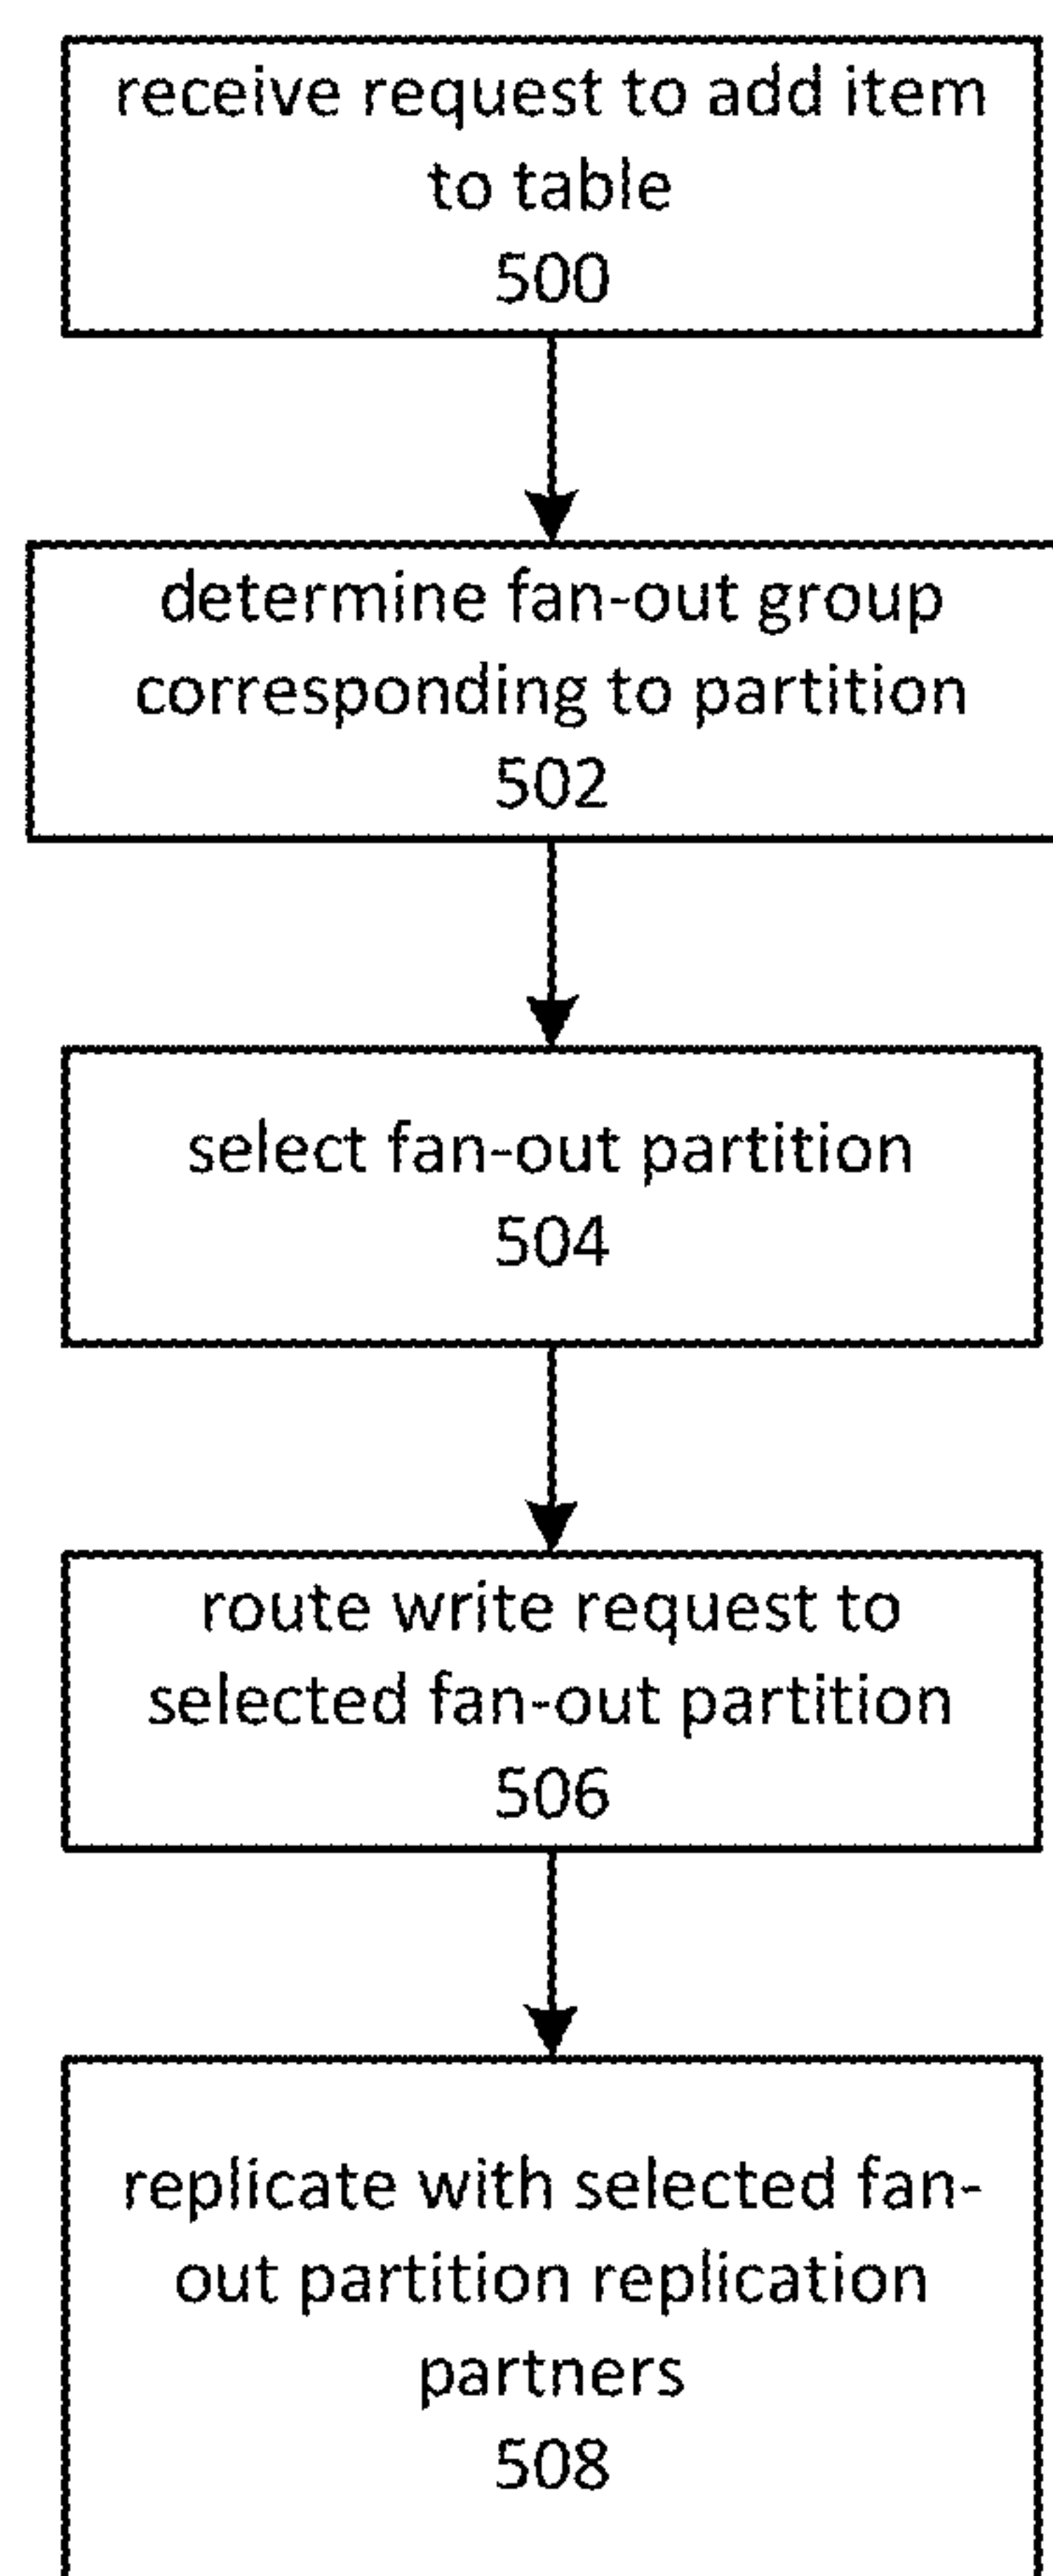 receive request to add item
to table
500
determine fan-out group
corresponding to partition
502
select fan-out partition
504
route write request to
selected fan-out partition
506
replicate with selected fan-
out partition replication
partners
508